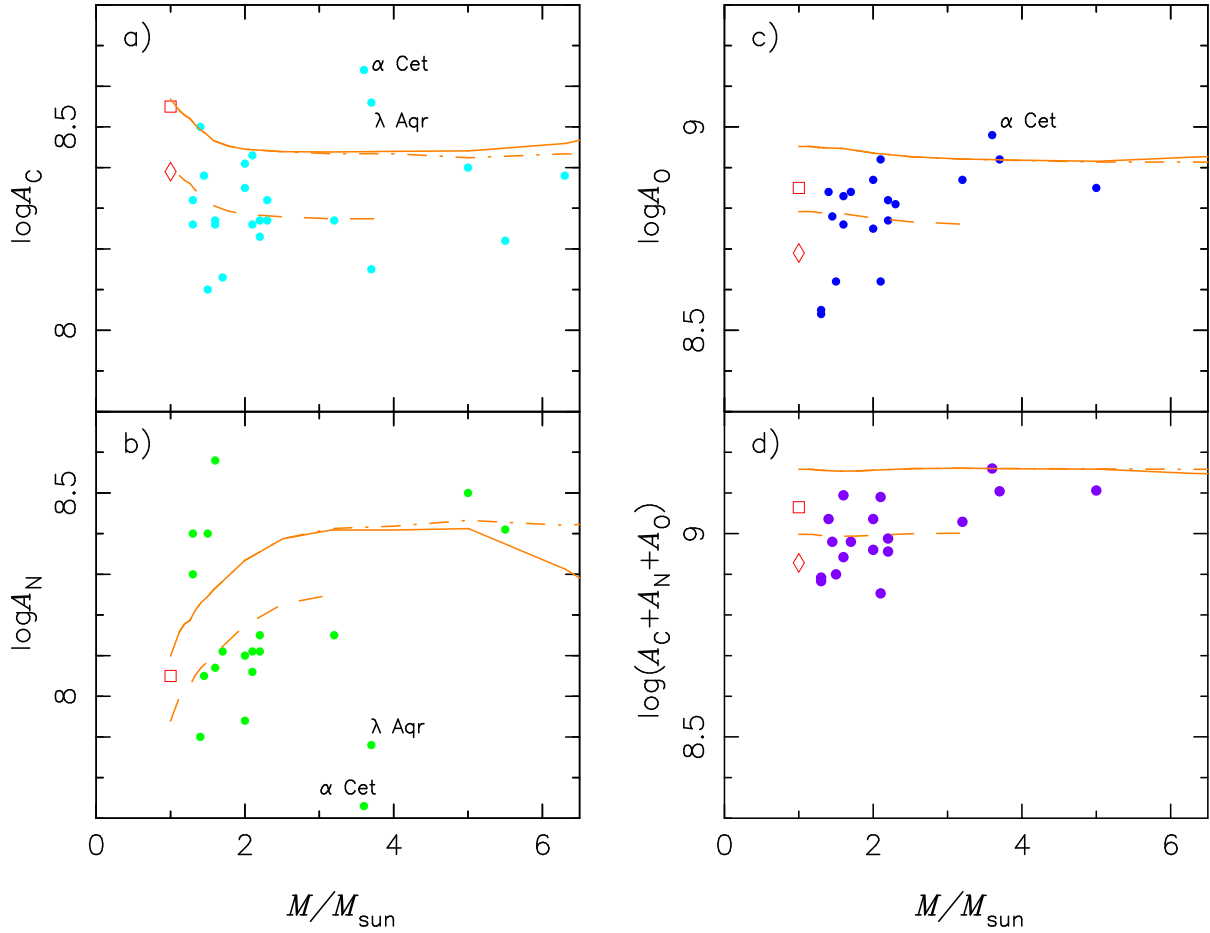 a)
α Cet
λ Aqr
8.5
8
logA_C
b)
8.5
8
logA_N
λ Aqr
α Cet
0
2
4
6
M/M_sun
c)
α Cet
9
8.5
logA_O
d)
9
8.5
log(A_C+A_N+A_O)
0
2
4
6
M/M_sun